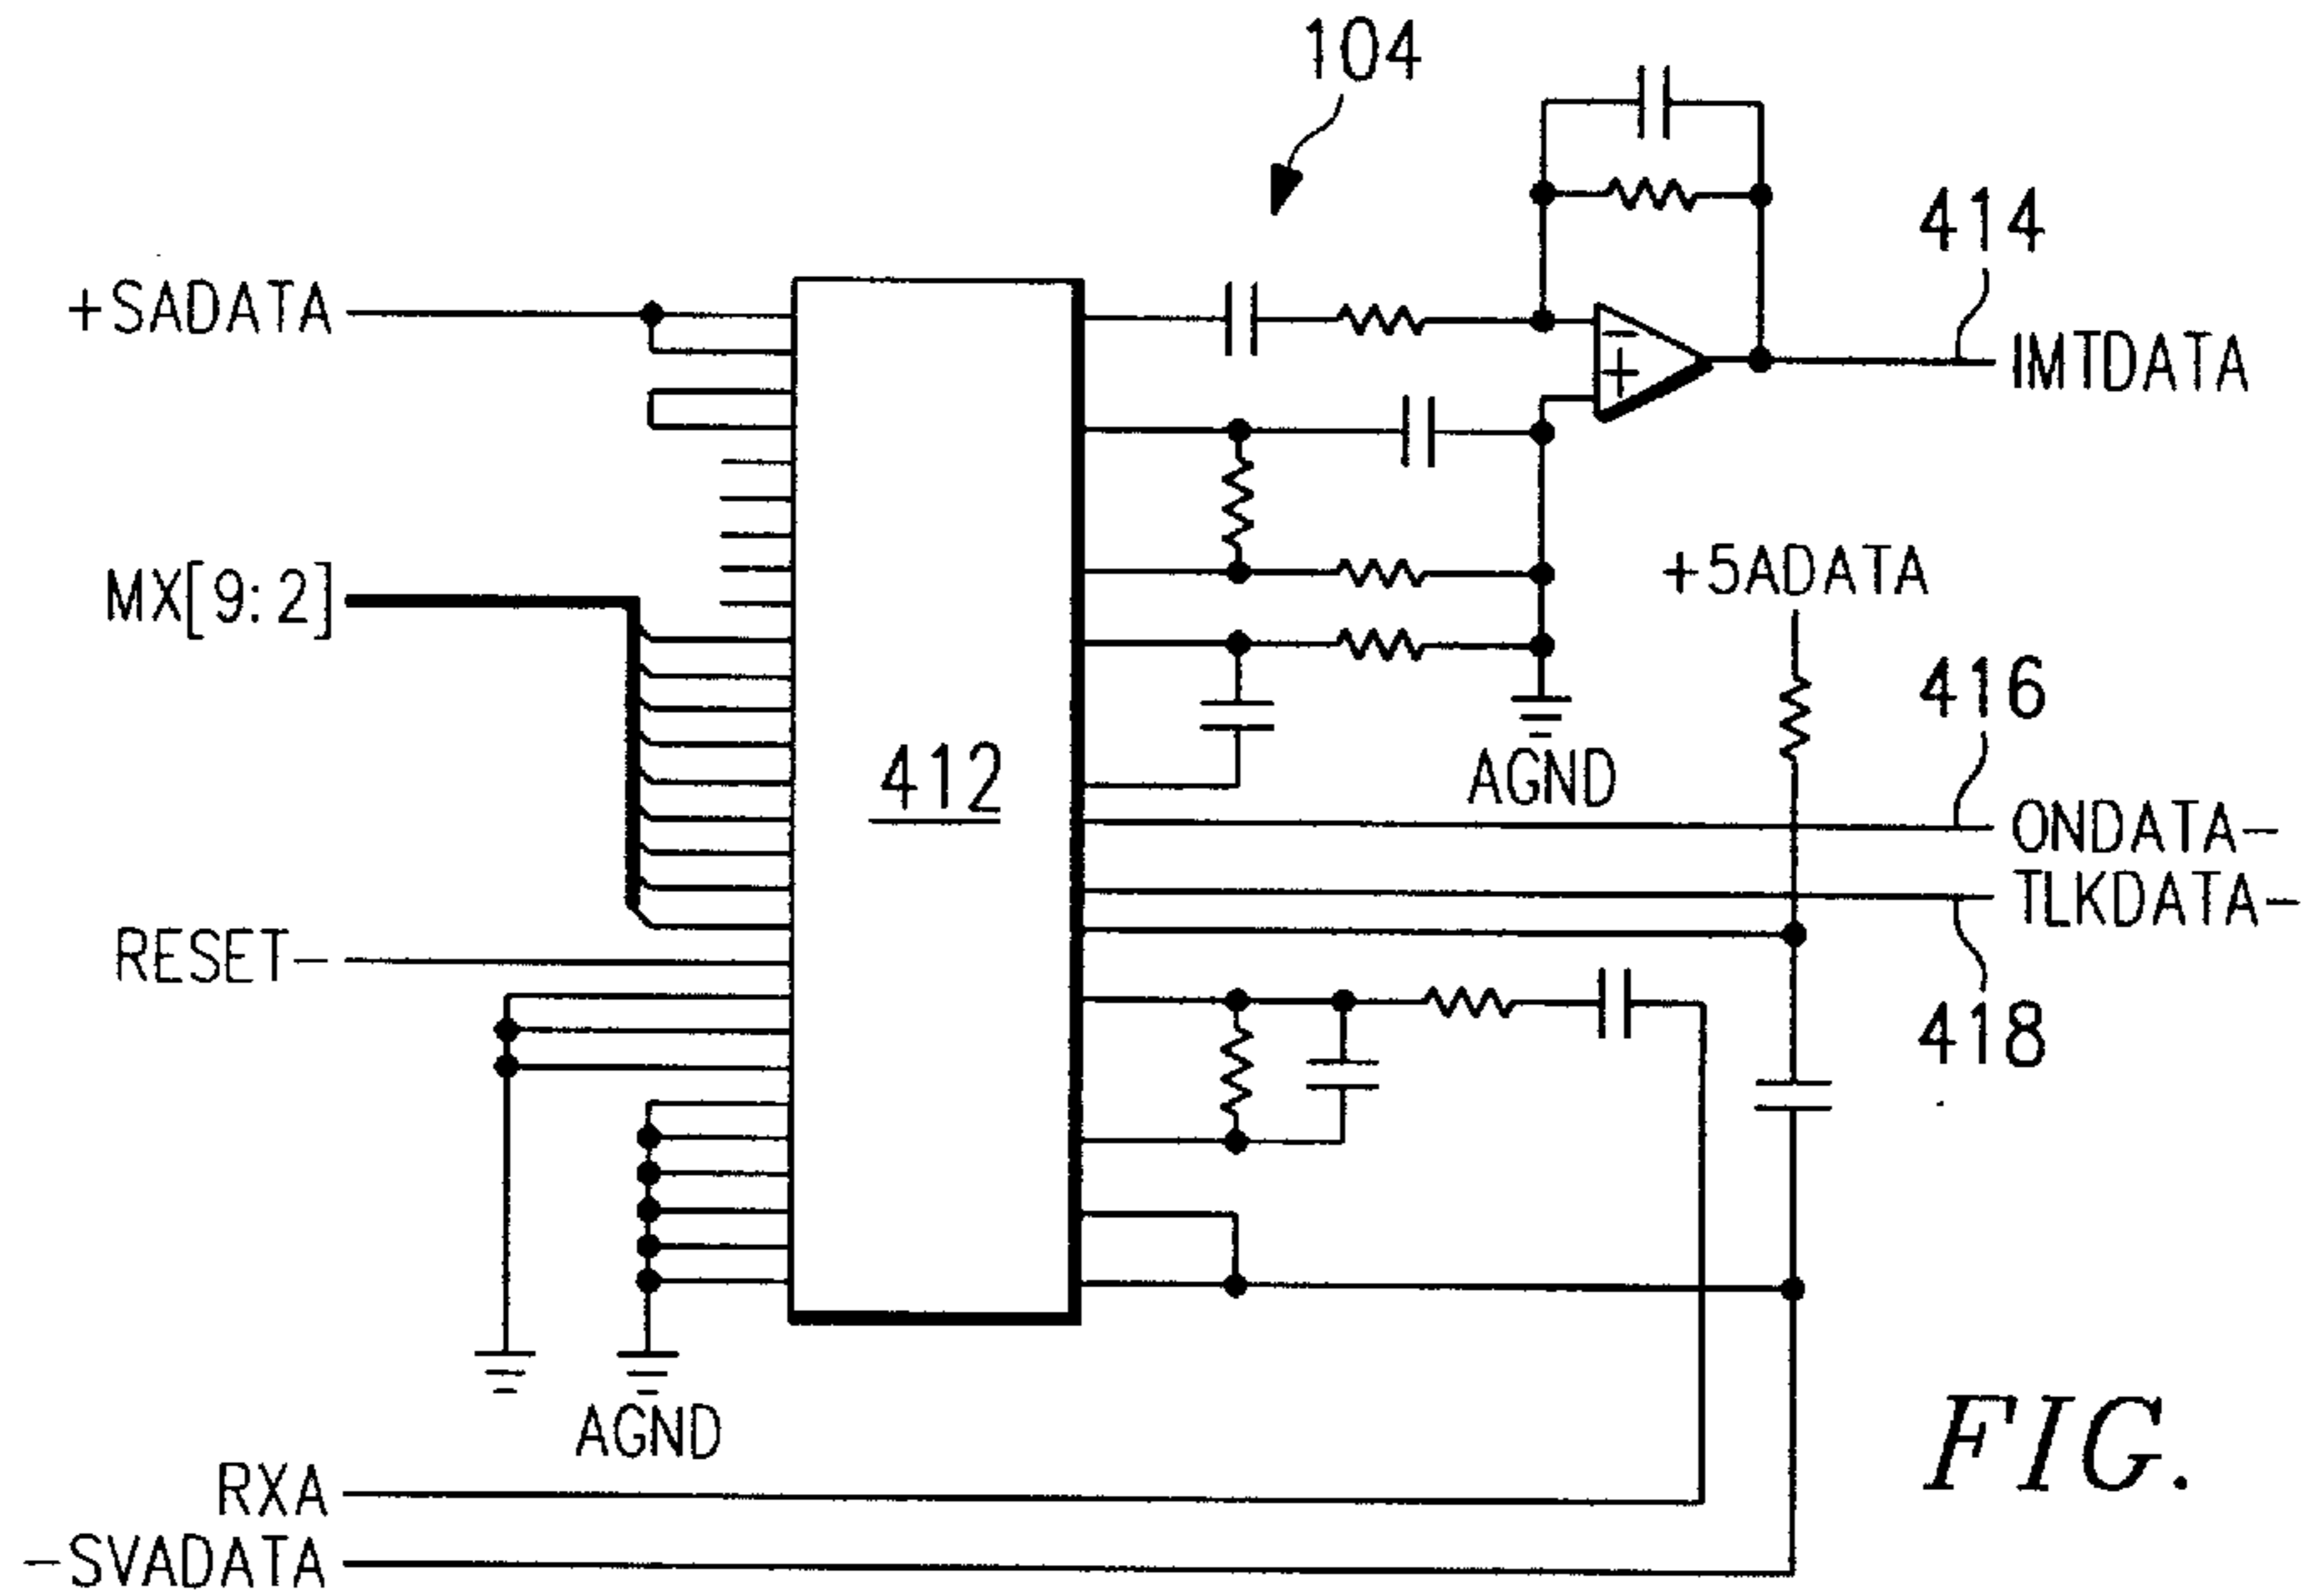 104
414
+SADATA
IMTDATA
+5ADATA
MX[9:2]
416
412
AGND
ONDATA-
TLKDATA-
RESET-
418
AGND
RXA
-SVADATA
FIG.